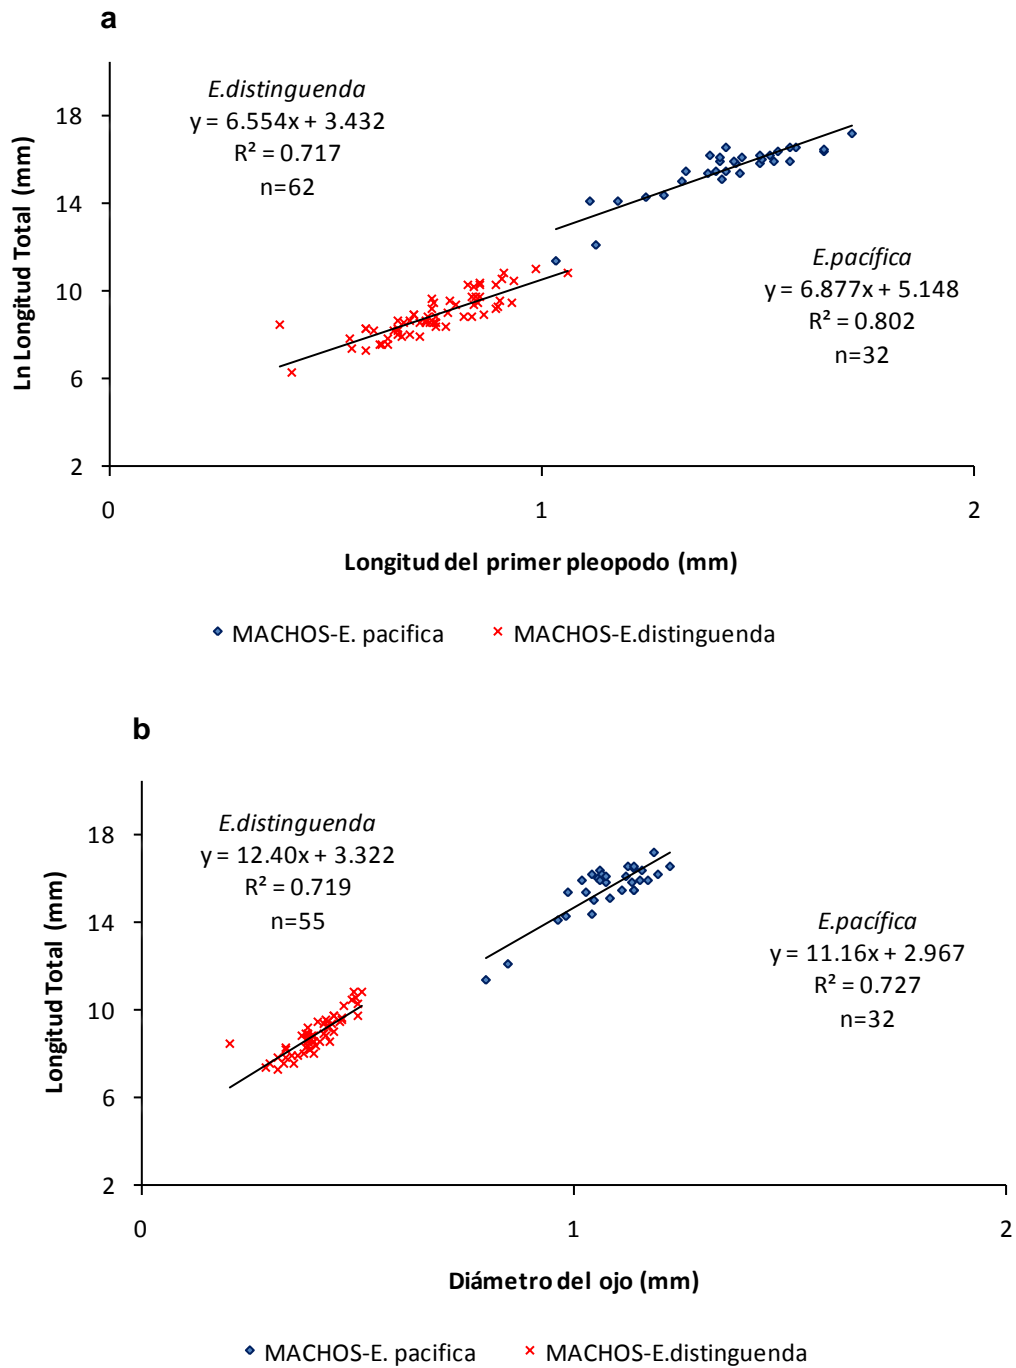 a
E.distinguenda
y = 6.554x + 3.432
R² = 0.717
n=62
E.pacífica
y = 6.877x + 5.148
R² = 0.802
n=32
Ln Longitud Total (mm)
18
14
10
6
2
0 1 2
Longitud del primer pleopodo (mm)
MACHOS-E. pacifica MACHOS-E.distinguenda
b
E.distinguenda
y = 12.40x + 3.322
R² = 0.719
n=55
E.pacífica
y = 11.16x + 2.967
R² = 0.727
n=32
Longitud Total (mm)
18
14
10
6
2
0 1 2
Diámetro del ojo (mm)
MACHOS-E. pacifica MACHOS-E.distinguenda